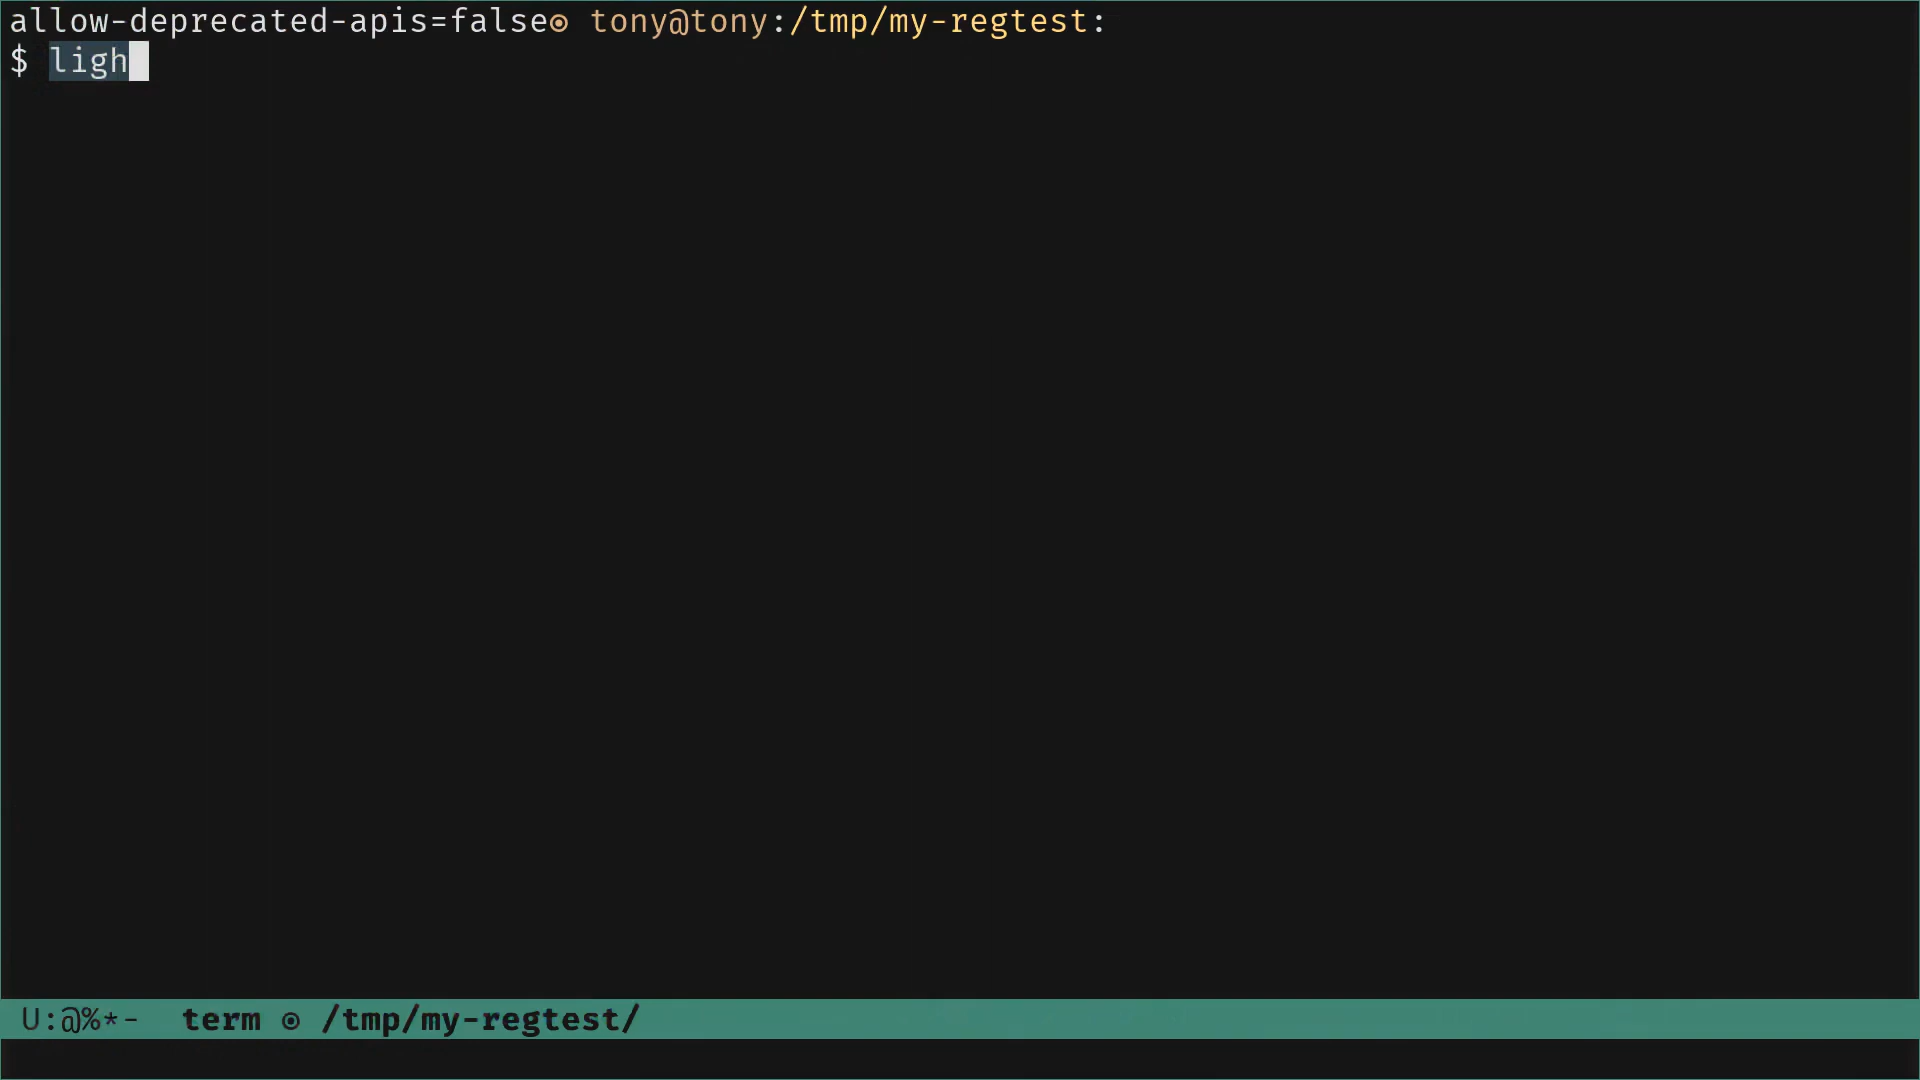 allow-deprecated-apis=false⊙ tony@tony:/tmp/my-regtest:
$ ligh
U:@%*-  term ⊙ /tmp/my-regtest/